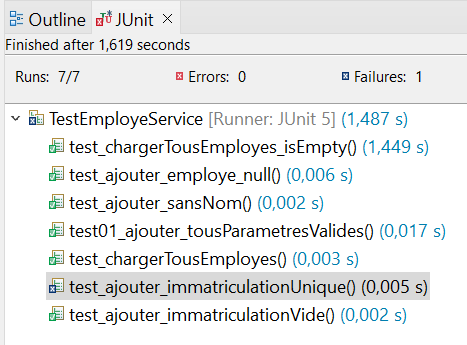 Outline JUnit
Finished after 1,619 seconds
Runs: 7/7 Errors: 0 Failures: 1
TestEmployeService [Runner: JUnit 5] (1,487 s)
test_chargerTousEmployes_isEmpty() (1,449 s)
test_ajouter_employe_null() (0,006 s)
test_ajouter_sansNom() (0,002 s)
test01_ajouter_tousParametresValides() (0,017 s)
test_chargerTousEmployes() (0,003 s)
test_ajouter_immatriculationUnique() (0,005 s)
test_ajouter_immatriculationVide() (0,002 s)